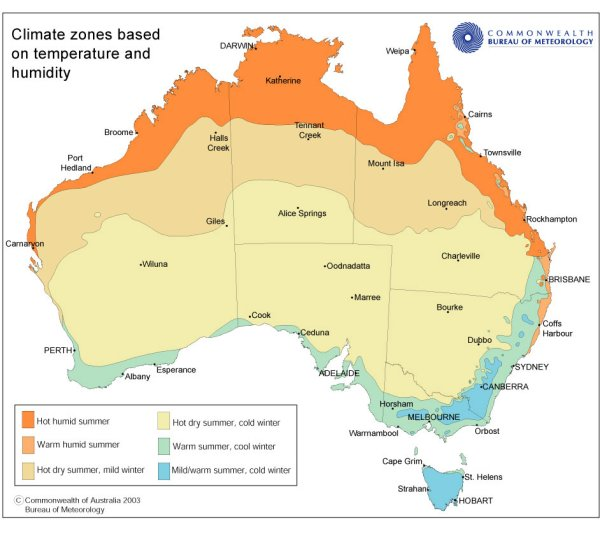 Climate zones based
on temperature and
humidity
COMMONWEALTH
BUREAU OF METEOROLOGY
DARWIN
Weipa
Katherine
Cairns
Broome
Halls
Creek
Tennant
Creek
Townsville
Port
Hedland
Mount Isa
Longreach
Rockhampton
Carnarvon
Giles
Alice Springs
Wiluna
Oodnadatta
Charleville
BRISBANE
Marree
Bourke
Cook
Ceduna
Dubbo
Coffs
Harbour
PERTH
Albany
Esperance
ADELAIDE
SYDNEY
CANBERRA
Horsham
MELBOURNE
Warrnambool
Orbost
Hot humid summer
Warm humid summer
Hot dry summer, mild winter
Hot dry summer, cold winter
Warm summer, cool winter
Mild/warm summer, cold winter
Cape Grim
St. Helens
Strahan
HOBART
© Commonwealth of Australia 2003
Bureau of Meteorology